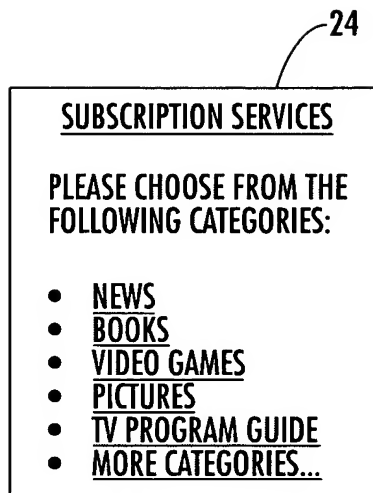 24
SUBSCRIPTION SERVICES
PLEASE CHOOSE FROM THE
FOLLOWING CATEGORIES:
• NEWS
• BOOKS
• VIDEO GAMES
• PICTURES
• TV PROGRAM GUIDE
• MORE CATEGORIES...